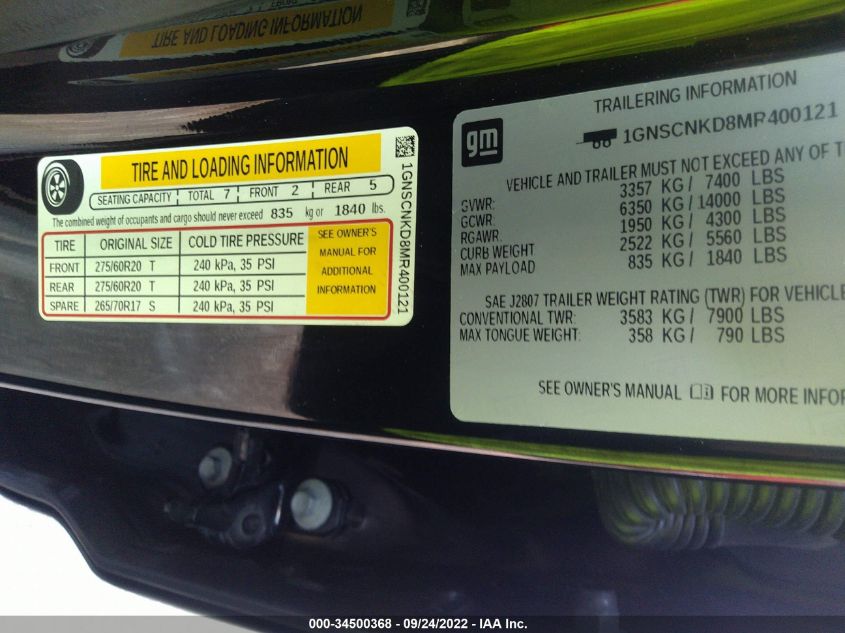 TIRE AND LOADING INFORMATION
TIRE AND LOADING INFORMATION
SEATING CAPACITY TOTAL 7 FRONT 2 REAR 5
The combined weight of occupants and cargo should never exceed 835 kg or 1840 lbs.
TIRE ORIGINAL SIZE COLD TIRE PRESSURE
FRONT 275/60R20 T 240 kPa, 35 PSI
REAR 275/60R20 T 240 kPa, 35 PSI
SPARE 265/70R17 S 240 kPa, 35 PSI
SEE OWNER'S
MANUAL FOR
ADDITIONAL
INFORMATION
1GNSCNKD8MR400121
gm
TRAILERING INFORMATION
1GNSCNKD8MR400121
VEHICLE AND TRAILER MUST NOT EXCEED ANY OF
GVWR: 3357 KG / 7400 LBS
GCWR: 6350 KG / 14000 LBS
RGAWR: 1950 KG / 4300 LBS
CURB WEIGHT 2522 KG / 5560 LBS
MAX PAYLOAD 835 KG / 1840 LBS
SAE J2807 TRAILER WEIGHT RATING (TWR) FOR VEHICLE
CONVENTIONAL TWR: 3583 KG / 7900 LBS
MAX TONGUE WEIGHT: 358 KG / 790 LBS
SEE OWNER'S MANUAL FOR MORE INFOR
000-34500368 - 09/24/2022 - IAA Inc.